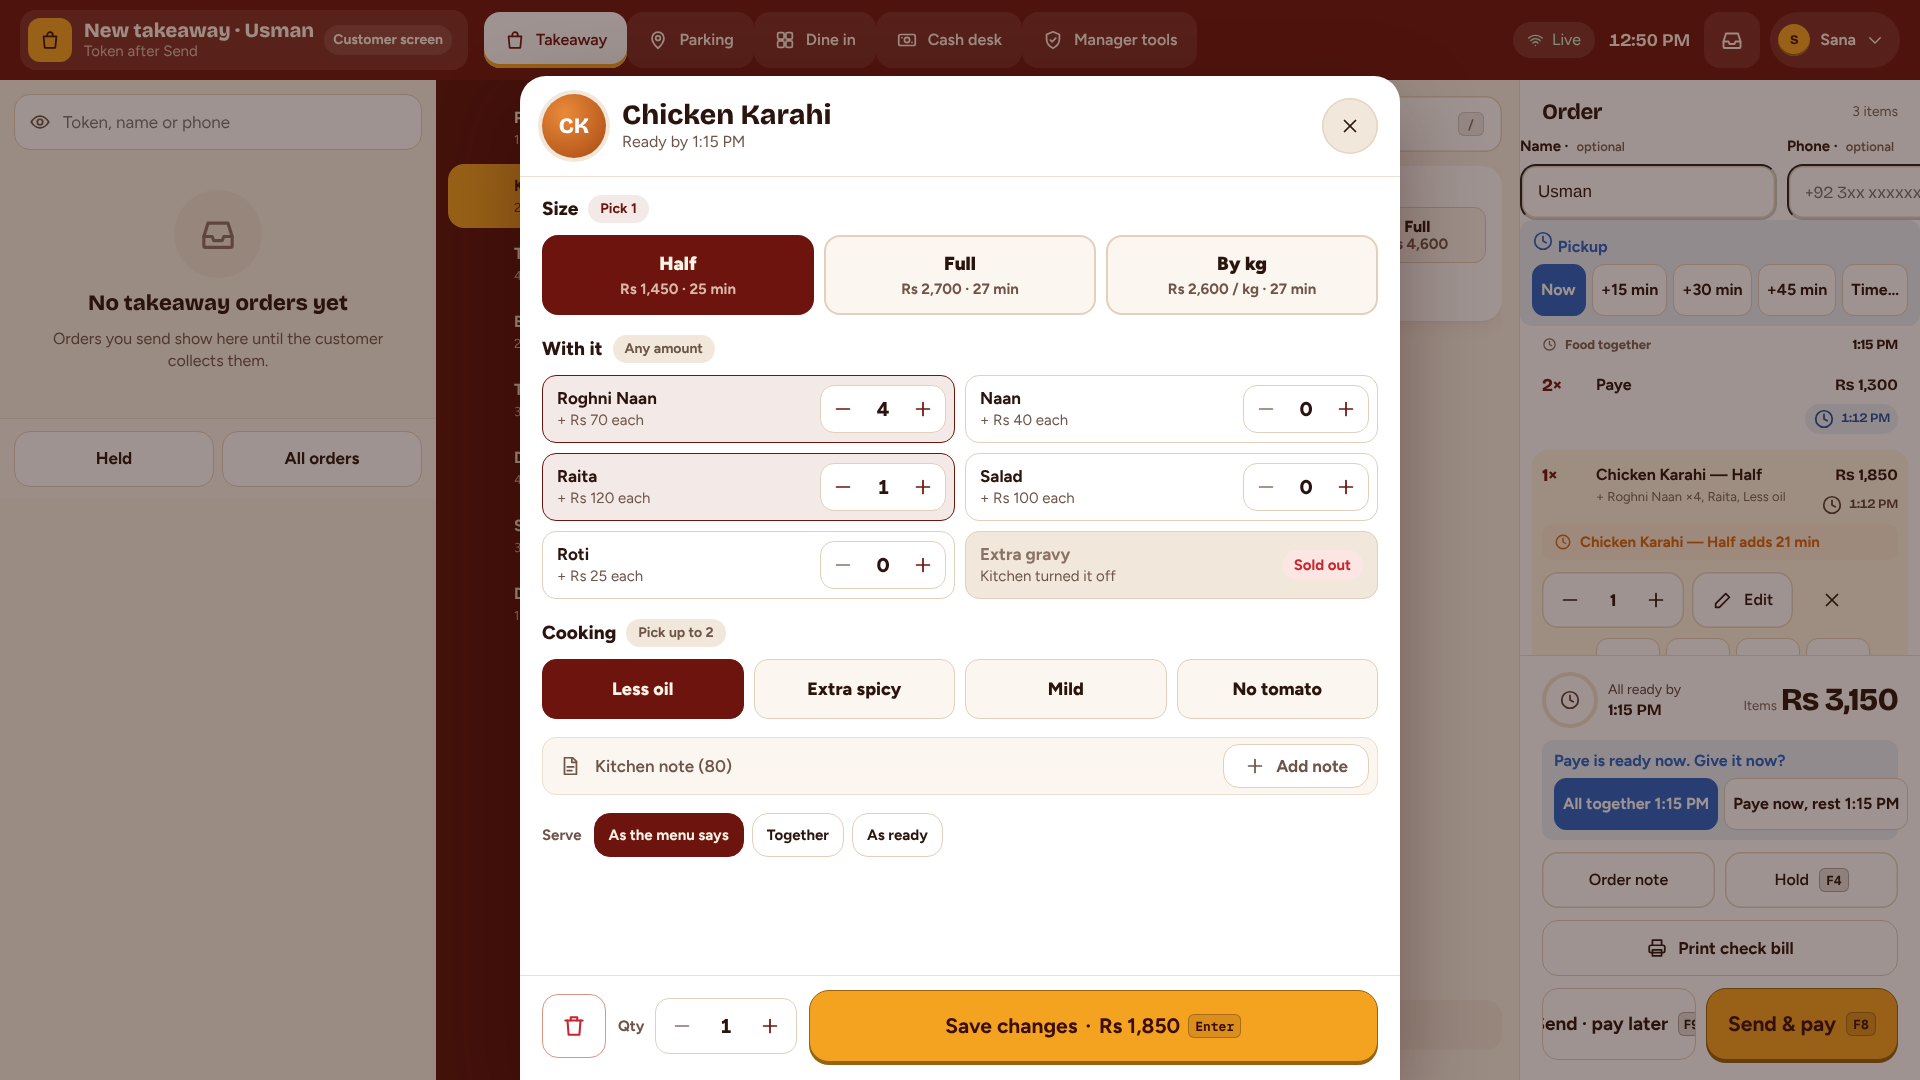 New takeaway · Usman
Token after Send
Customer screen
Takeaway
Parking
Dine in
Cash desk
Manager tools
Live
12:50 PM
S
Sana
Token, name or phone
No takeaway orders yet
Orders you send show here until the customer
collects them.
Held
All orders
CK
Chicken Karahi
Ready by 1:15 PM
Size
Pick 1
Half
Rs 1,450 · 25 min
Full
Rs 2,700 · 27 min
By kg
Rs 2,600 / kg · 27 min
With it
Any amount
Roghni Naan
+ Rs 70 each
4
Naan
+ Rs 40 each
0
Raita
+ Rs 120 each
1
Salad
+ Rs 100 each
0
Roti
+ Rs 25 each
0
Extra gravy
Kitchen turned it off
Sold out
Cooking
Pick up to 2
Less oil
Extra spicy
Mild
No tomato
Kitchen note (80)
Add note
Serve
As the menu says
Together
As ready
Qty
1
Save changes · Rs 1,850
Enter
/
Full
4,600
Order
3 items
Name · optional
Phone · optional
Usman
+92 3xx xxxxxx
Pickup
Now
+15 min
+30 min
+45 min
Time...
Food together
1:15 PM
2×
Paye
Rs 1,300
1:12 PM
1×
Chicken Karahi — Half
Rs 1,850
+ Roghni Naan ×4, Raita, Less oil
1:12 PM
Chicken Karahi — Half adds 21 min
1
Edit
All ready by
1:15 PM
Items Rs 3,150
Paye is ready now. Give it now?
All together 1:15 PM
Paye now, rest 1:15 PM
Order note
Hold
F4
Print check bill
end · pay later
Send & pay
F8